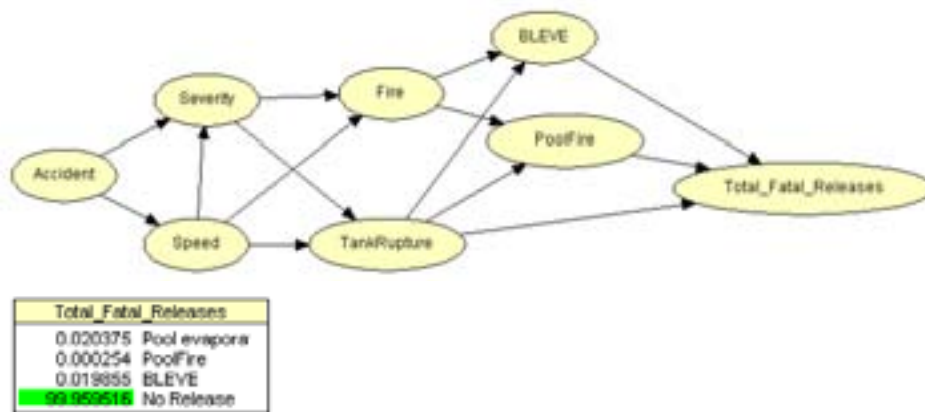 BLEVE
Severity
Fire
PoolFire
Accident
Total_Fatal_Releases
Speed
TankRupture
Total_Fatal_Releases
0.020375 Pool evapora
0.000254 PoolFire
0.019855 BLEVE
99.959516 No Release